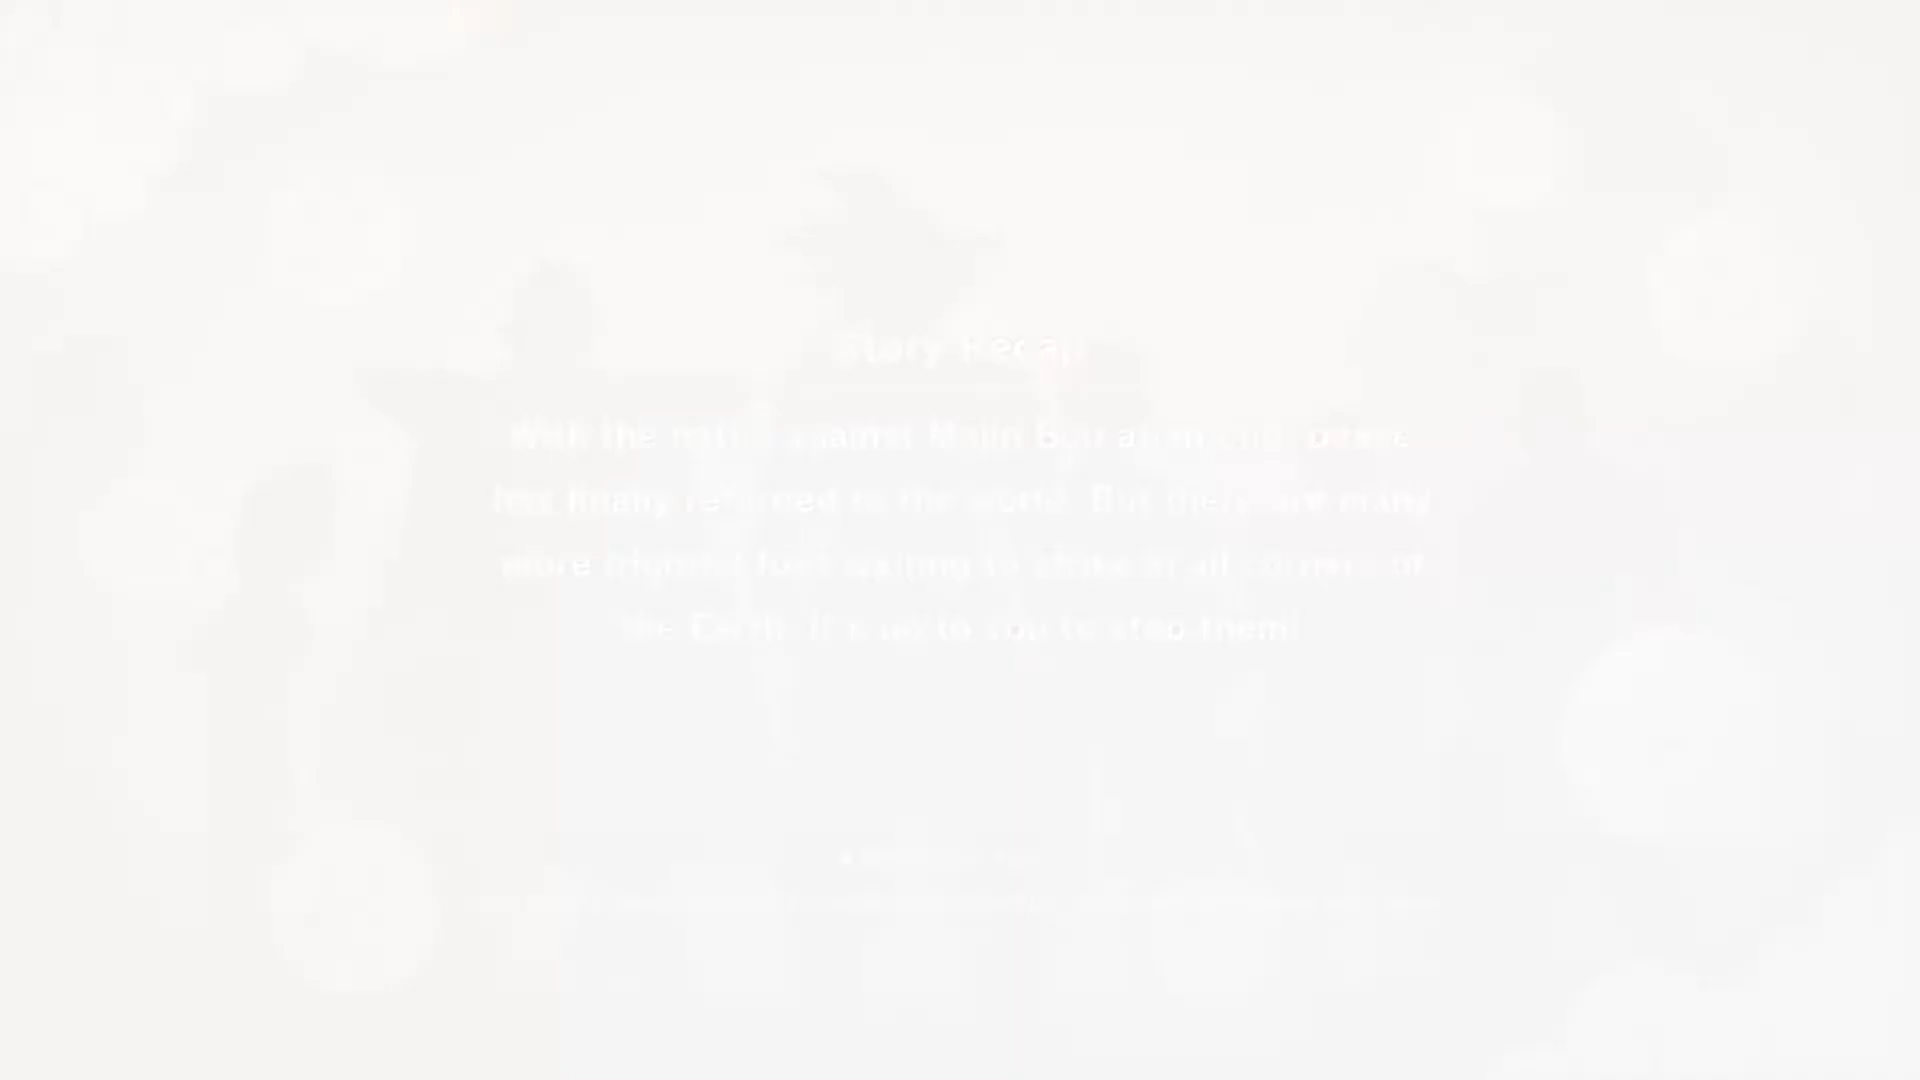 Story Recap
With the battle against Majin Buu at an end, peace
has finally returned to the world. But there are many
more mighty foes waiting to strike in all corners of
the Earth. It's up to you to stop them!